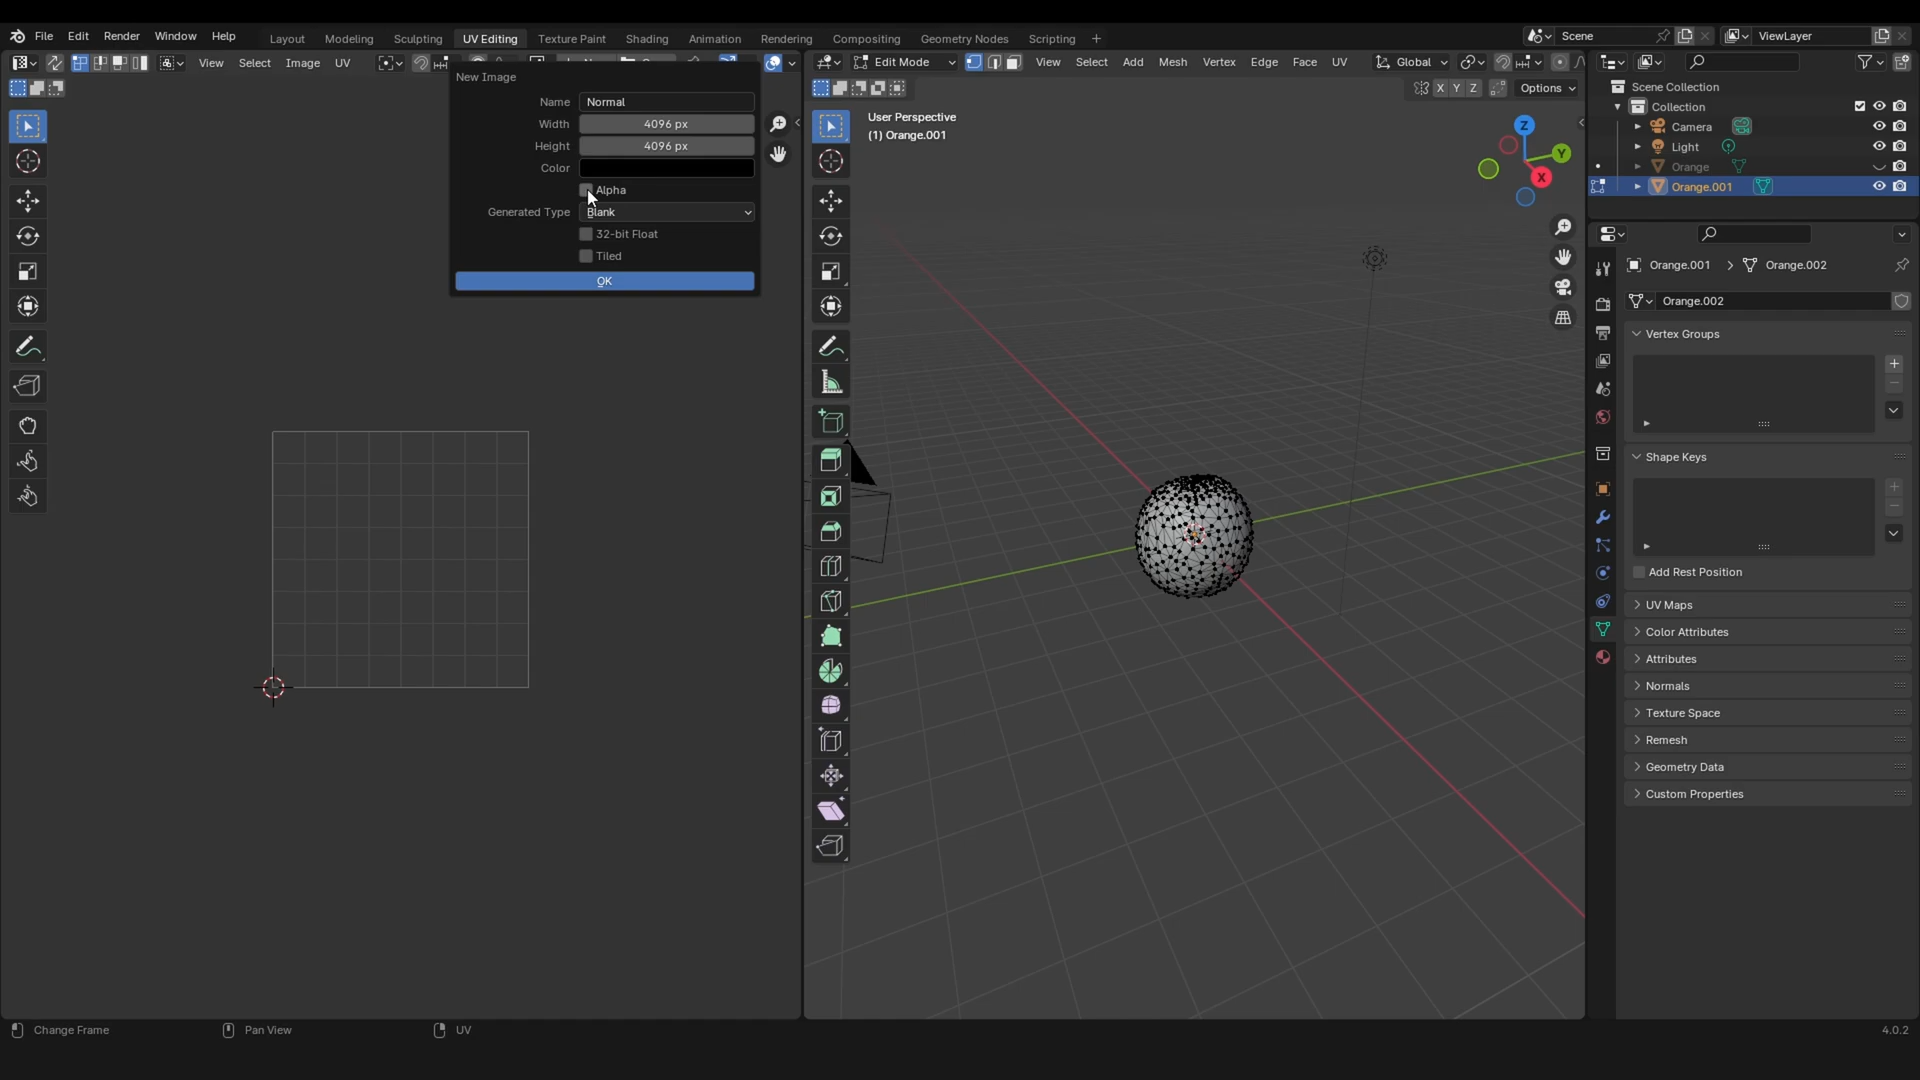 File Edit Render Window Help Layout Modeling Sculpting UV Editing Texture Paint Shading Animation Rendering Compositing Geometry Nodes Scripting + Scene ViewLayer
View Select Image UV
Edit Mode View Select Add Mesh Vertex Edge Face UV Global
X Y Z Options
New Image
Name Normal
Width 4096 px
Height 4096 px
Color
Alpha
Generated Type Blank
32-bit Float
Tiled
OK
User Perspective
(1) Orange.001
Z
Y
X
Scene Collection
Collection
Camera
Light
Orange
Orange.001
Orange.001 > Orange.002
Orange.002
Vertex Groups
Shape Keys
Add Rest Position
UV Maps
Color Attributes
Attributes
Normals
Texture Space
Remesh
Geometry Data
Custom Properties
Change Frame Pan View UV 4.0.2